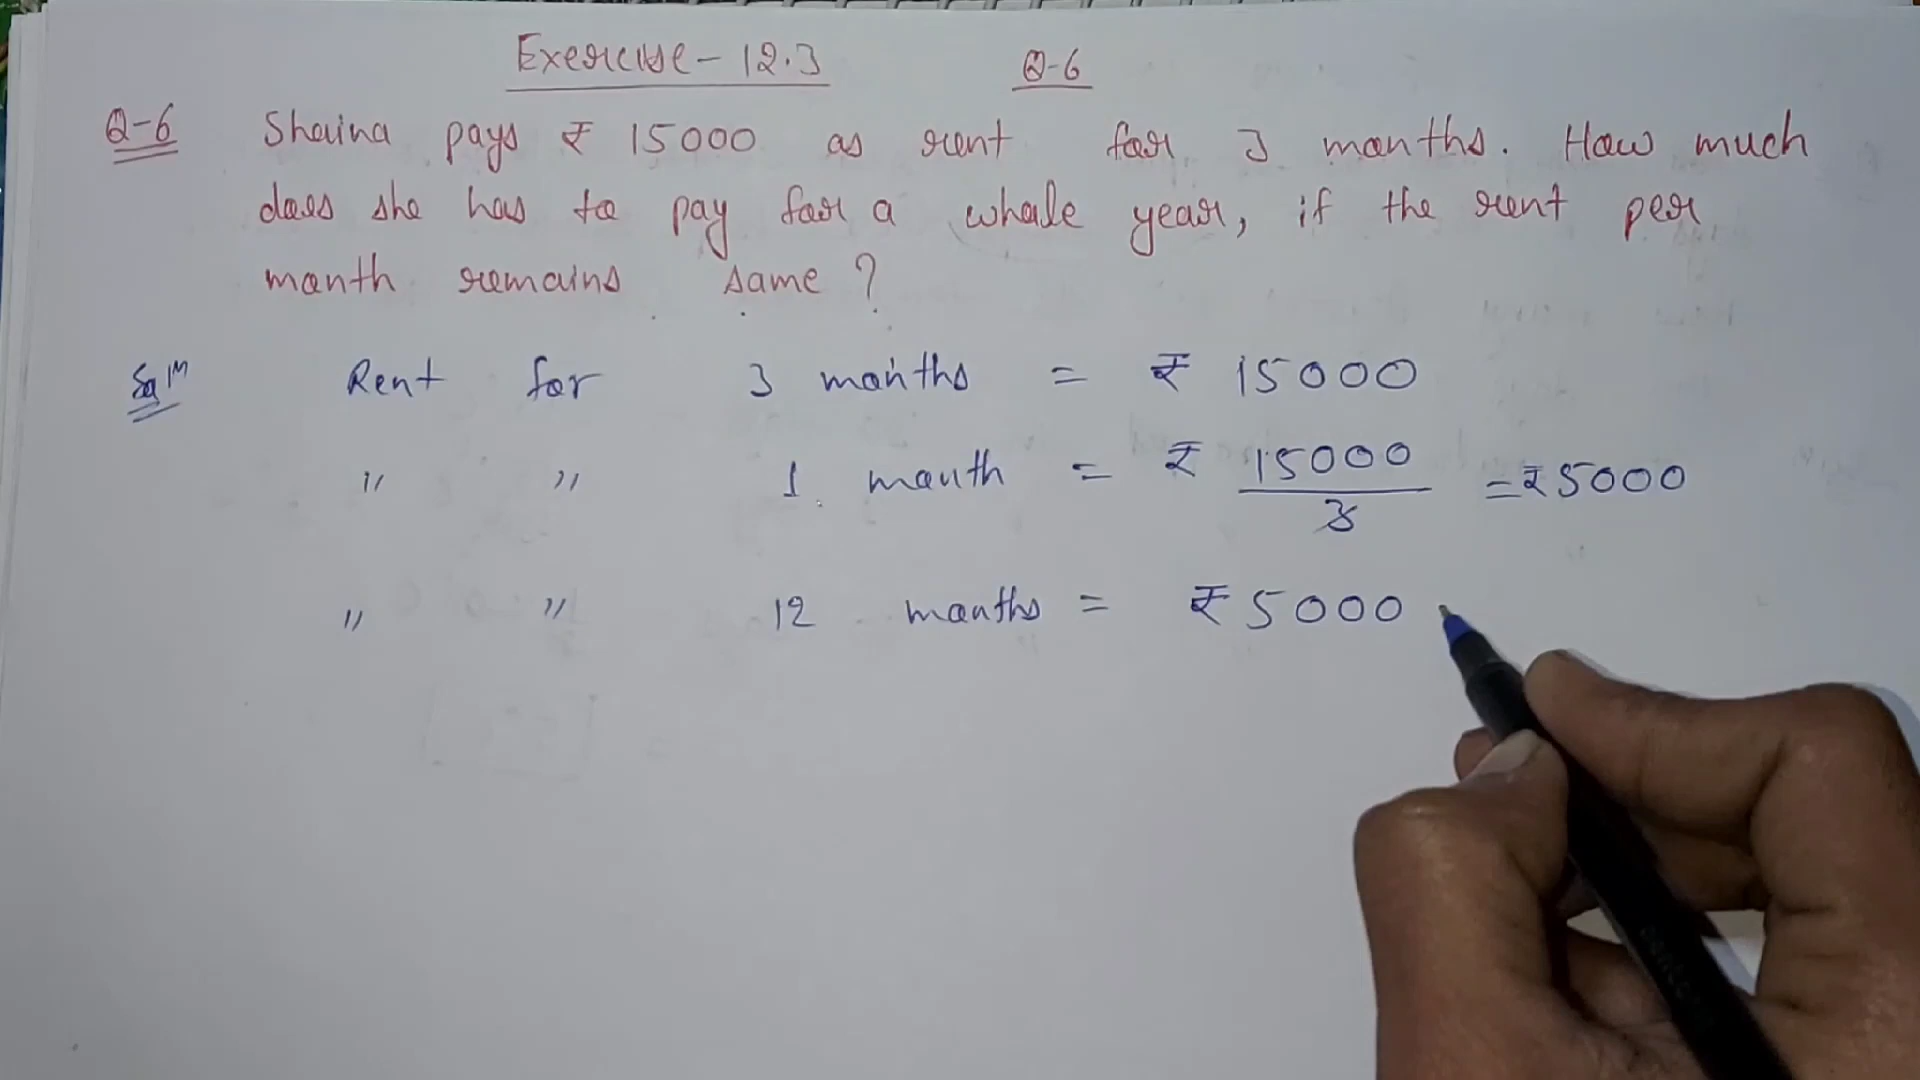 Exercise - 12.3 Q-6
Q-6 Shaina pays ₹ 15000 as rent for 3 months. How much
does she has to pay for a whole year, if the rent per
month remains same ?
Solⁿ Rent for 3 months = ₹ 15000
" " 1 month = ₹ 15000/3 = ₹ 5000
" " 12 months = ₹ 5000